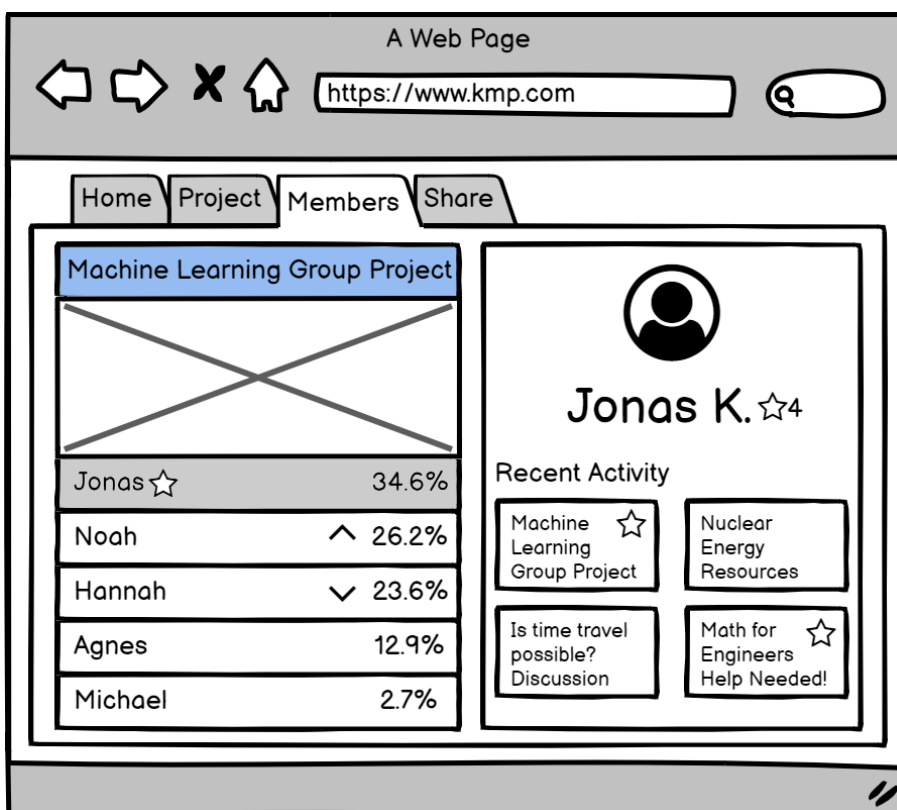 A Web Page
https://www.kmp.com
Home Project Members Share
Machine Learning Group Project
Jonas 34.6%
Noah 26.2%
Hannah 23.6%
Agnes 12.9%
Michael 2.7%
Jonas K. 4
Recent Activity
Machine
Learning
Group Project
Nuclear
Energy
Resources
Is time travel
possible?
Discussion
Math for
Engineers
Help Needed!